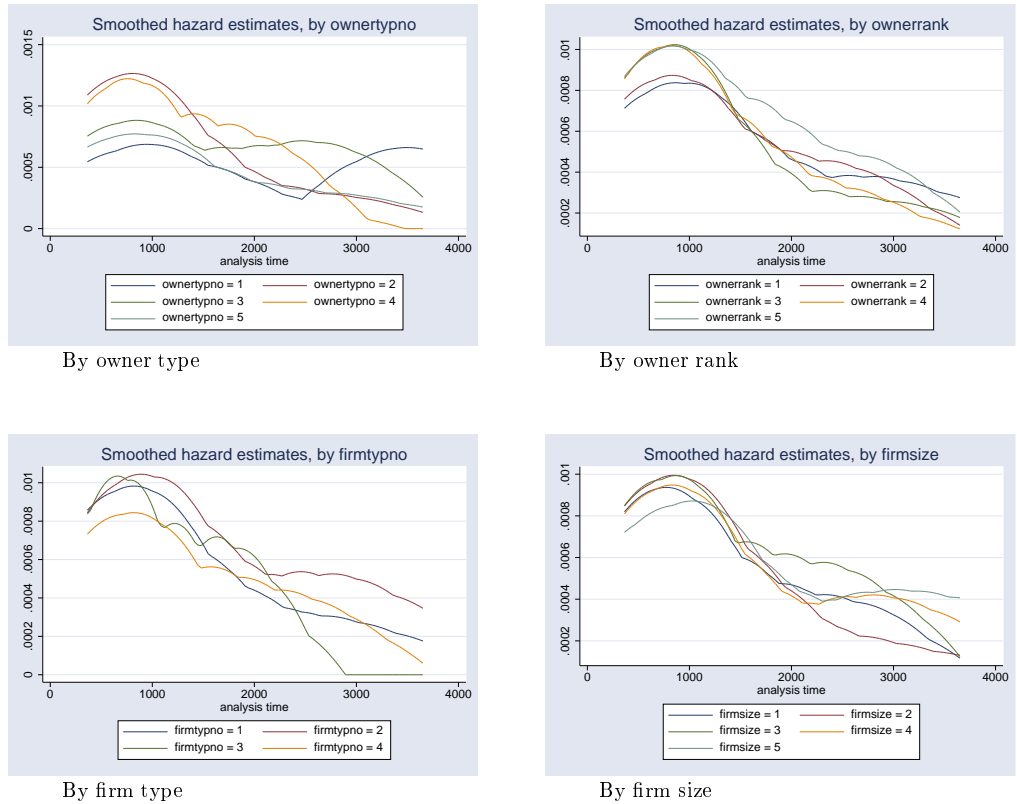 Smoothed hazard estimates, by ownertypno
.0015
.001
.0005
0
0 1000 2000 3000 4000
analysis time
ownertypno = 1 ownertypno = 2
ownertypno = 3 ownertypno = 4
ownertypno = 5
By owner type
Smoothed hazard estimates, by ownerrank
.001
.0008
.0006
.0004
.0002
0 1000 2000 3000 4000
analysis time
ownerrank = 1 ownerrank = 2
ownerrank = 3 ownerrank = 4
ownerrank = 5
By owner rank
Smoothed hazard estimates, by firmtypno
.001
.0008
.0006
.0004
.0002
0
0 1000 2000 3000 4000
analysis time
firmtypno = 1 firmtypno = 2
firmtypno = 3 firmtypno = 4
By firm type
Smoothed hazard estimates, by firmsize
.001
.0008
.0006
.0004
.0002
0 1000 2000 3000 4000
analysis time
firmsize = 1 firmsize = 2
firmsize = 3 firmsize = 4
firmsize = 5
By firm size